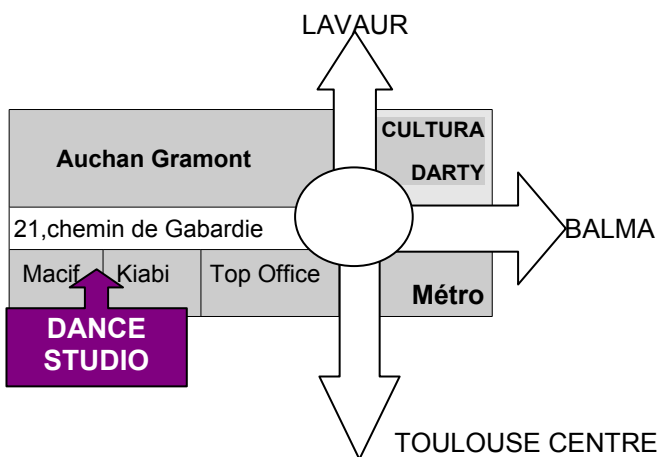 LAVAUR
CULTURA
DARTY
Auchan Gramont
21,chemin de Gabardie
BALMA
Macif
Kiabi
Top Office
Métro
DANCE
STUDIO
TOULOUSE CENTRE